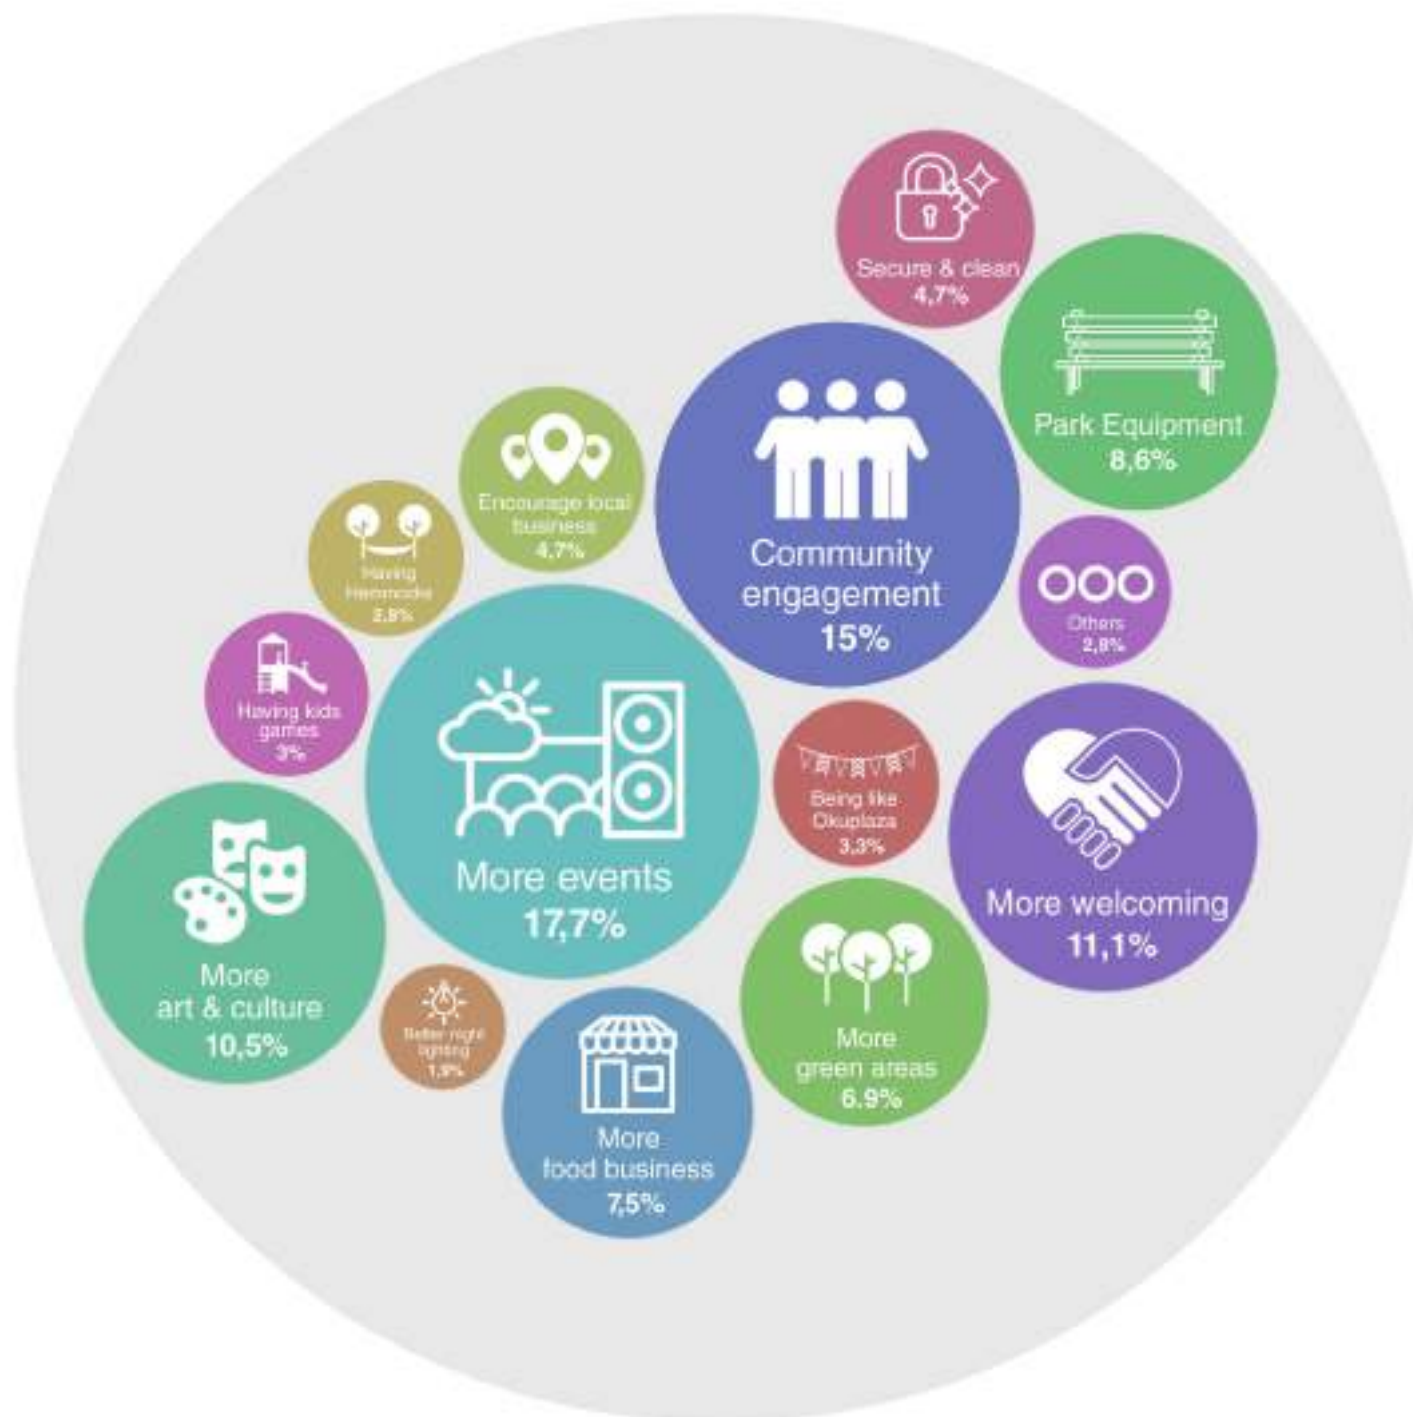 Secure & clean
4,7%
Park Equipment
8,6%
Encourage local
business
4,7%
Community
engagement
15%
Having
2,8%
Others
2,8%
Having kids
games
3%
More events
17,7%
Being like
Okuplaza
3,3%
More welcoming
11,1%
More
art & culture
10,5%
Better night
lighting
1,9%
More
green areas
6.9%
More
food business
7,5%